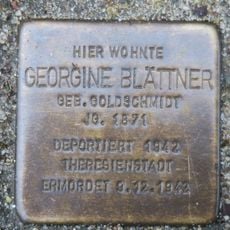 HIER WOHNTE
GEORGINE BLÄTTNER
GEB. GOLDSCHMIDT
JG. 1871
DEPORTIERT 1942
THERESIENSTADT
ERMORDET 9.12.1942